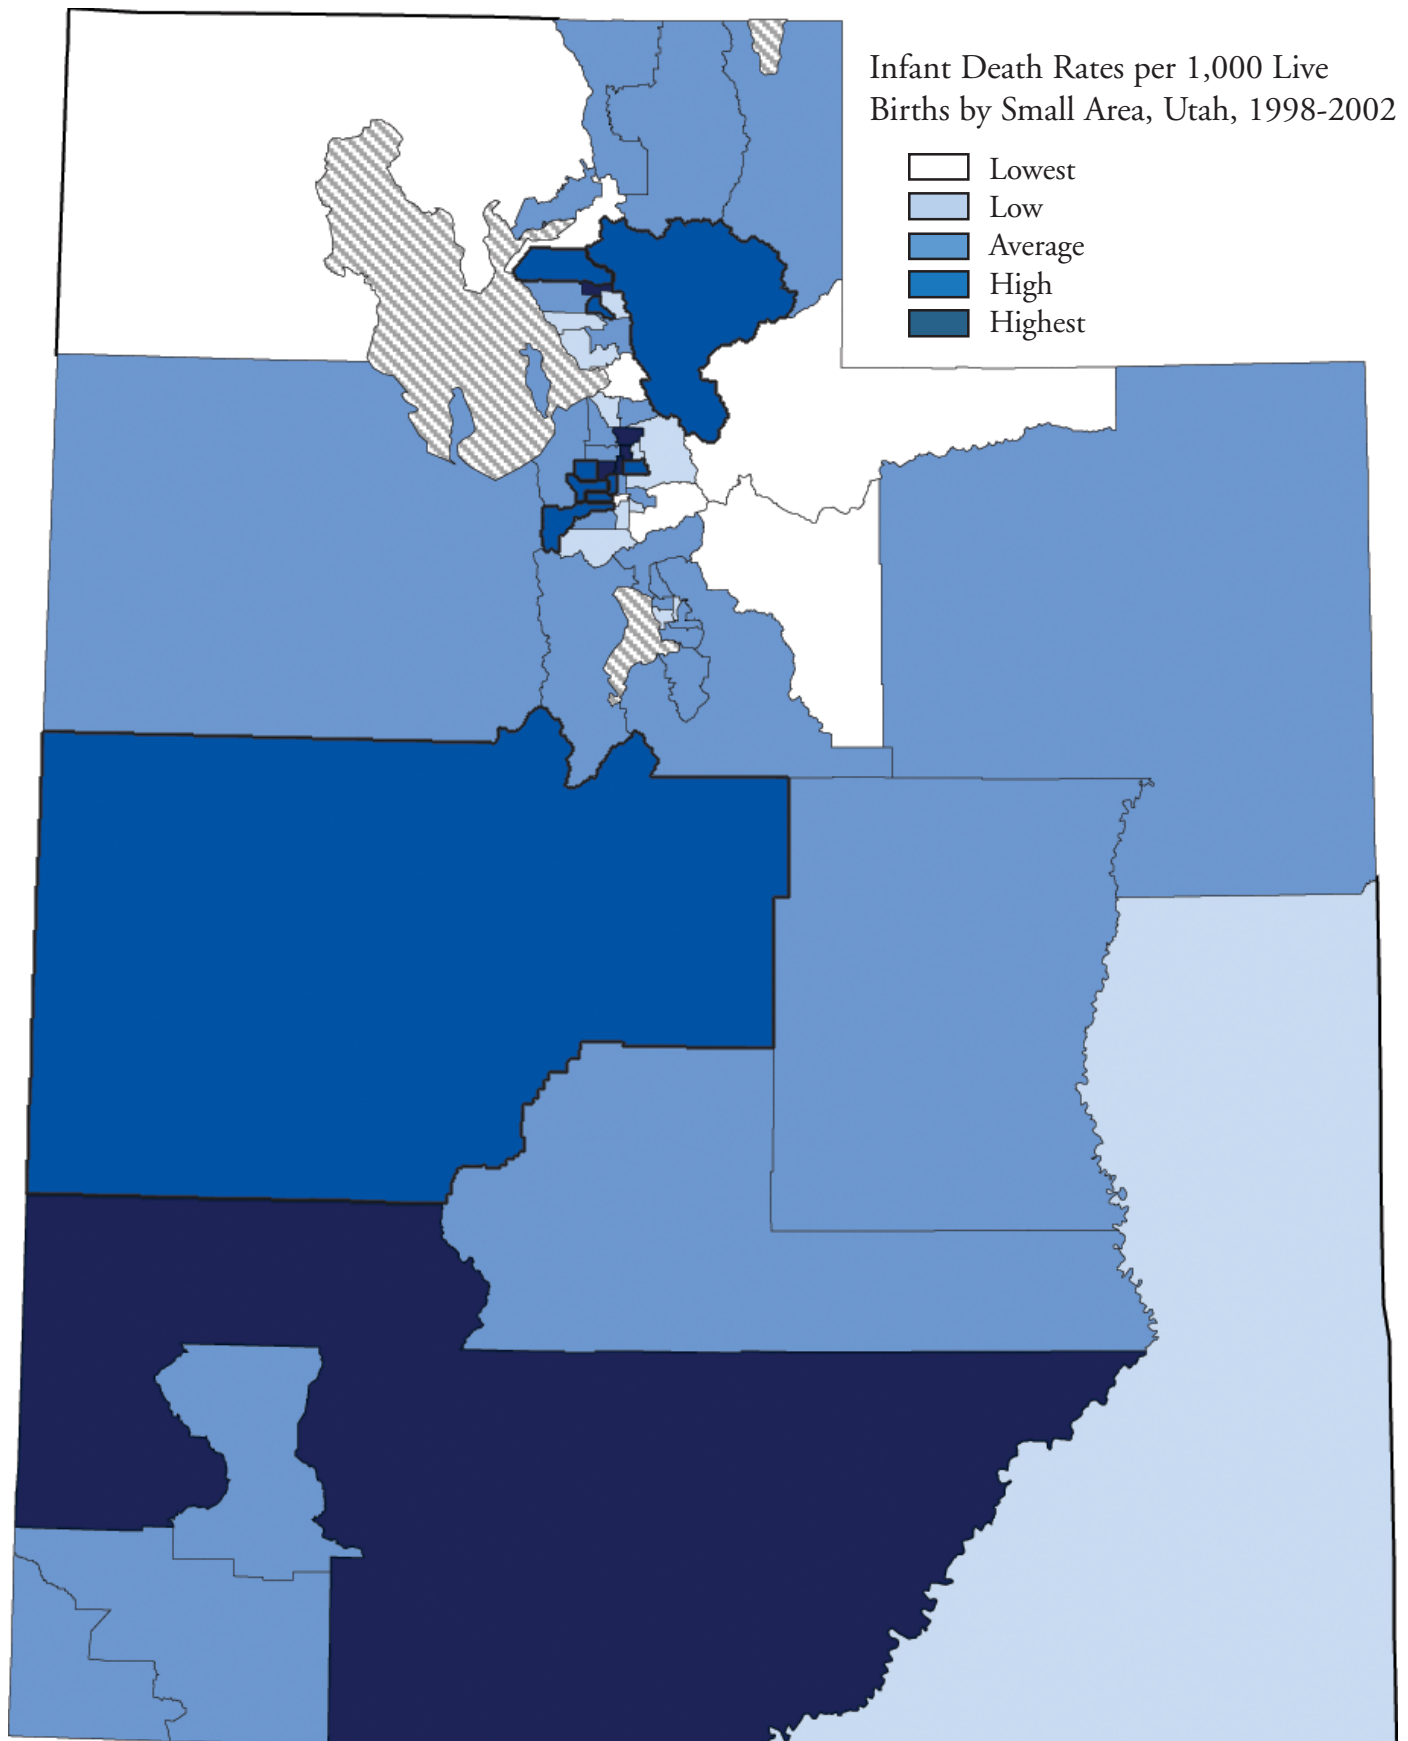 Infant Death Rates per 1,000 Live
Births by Small Area, Utah, 1998-2002
Lowest
Low
Average
High
Highest